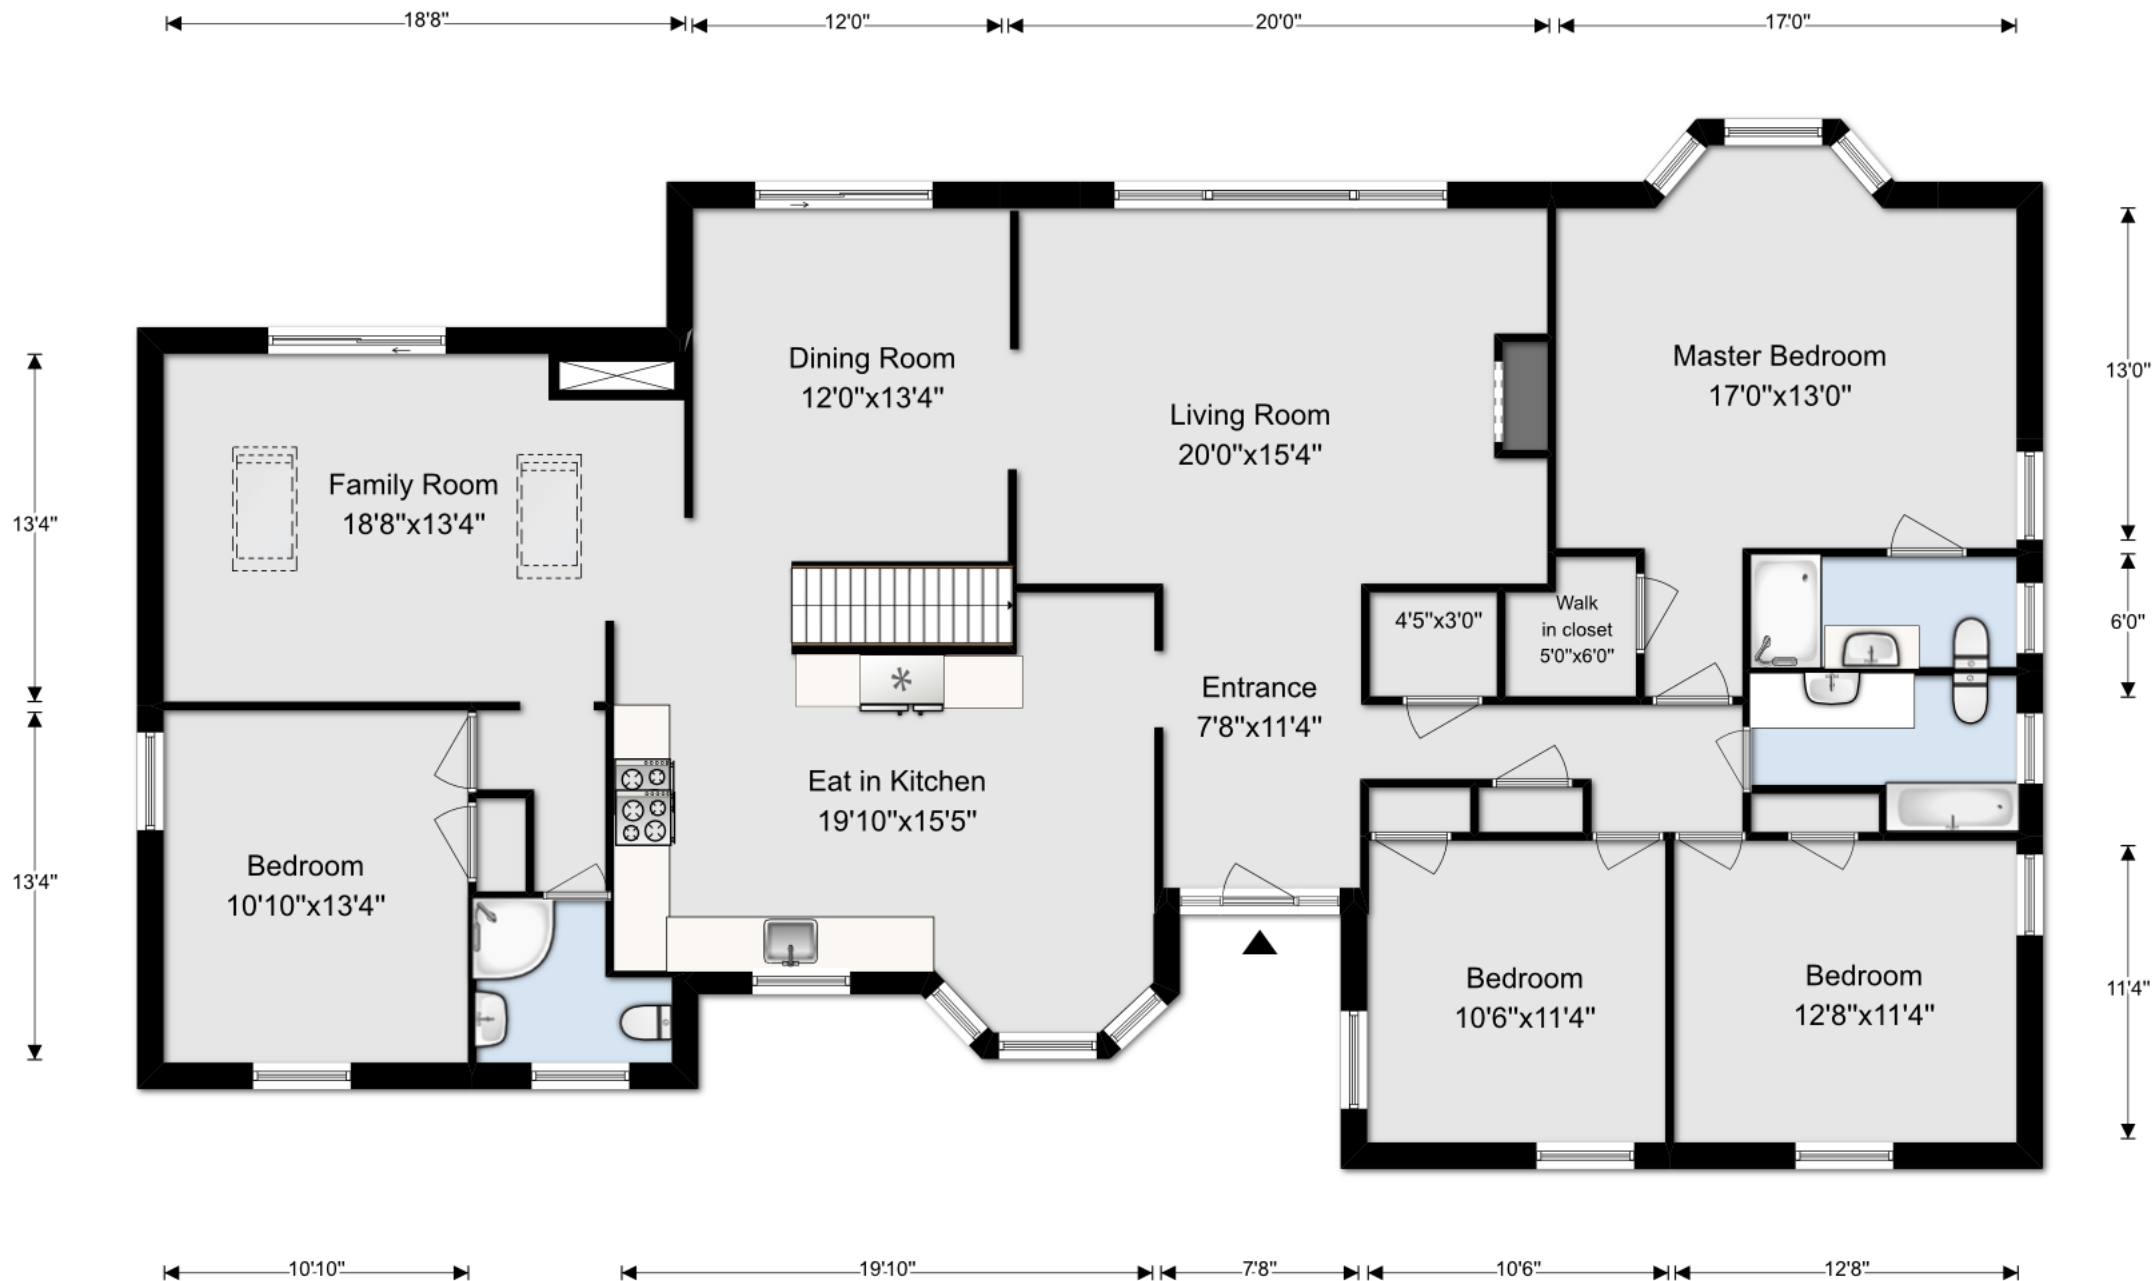 18'8"
12'0"
20'0"
17'0"
Dining Room
12'0"x13'4"
Living Room
20'0"x15'4"
Master Bedroom
17'0"x13'0"
13'0"
Family Room
18'8"x13'4"
13'4"
4'5"x3'0"
Walk
in closet
5'0"x6'0"
6'0"
Entrance
7'8"x11'4"
Eat in Kitchen
19'10"x15'5"
Bedroom
10'10"x13'4"
13'4"
Bedroom
10'6"x11'4"
Bedroom
12'8"x11'4"
11'4"
10'10"
19'10"
7'8"
10'6"
12'8"